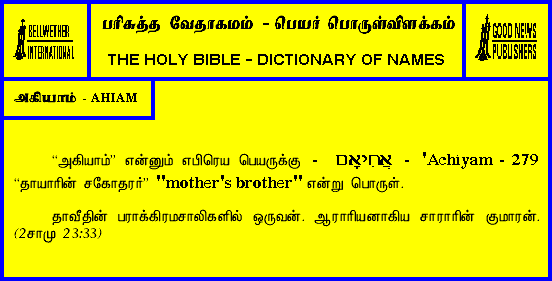 BELLWETHER
INTERNATIONAL
பரிசுத்த வேதாகமம் - பெயர் பொருள்விளக்கம்
THE HOLY BIBLE - DICTIONARY OF NAMES
GOOD NEWS
PUBLISHERS
அகியாம் - AHIAM
“அகியாம்” என்னும் எபிரெய பெயருக்கு - אֲחִיאָם - 'Achiyam - 279
“தாயாரின் சகோதரர்” "mother's brother" என்று பொருள்.
தாவீதின் பராக்கிரமசாலிகளில் ஒருவன். ஆராரியனாகிய சாராரின் குமாரன்.
(2சாமு 23:33)